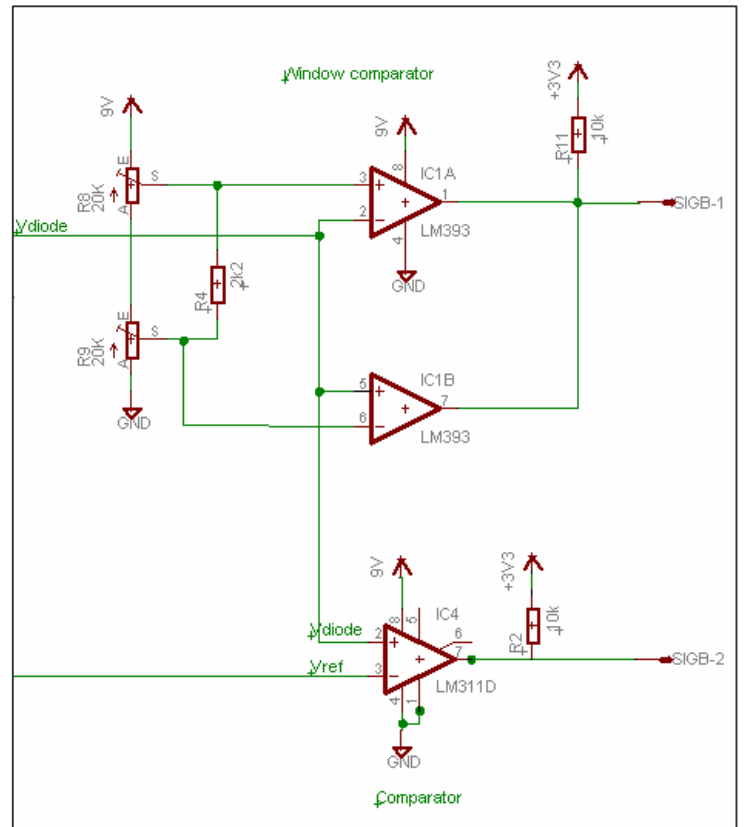 Window comparator
+3V3
9V
9V
R11
10k
E
S
R8
20K
A
3
2
8
1
4
IC1A
LM393
SIGB-1
Vdiode
R4
2k2
GND
E
S
R9
20K
A
GND
5
6
7
IC1B
LM393
9V
+3V3
IC4
8
5
6
R2
10k
Vdiode
2
7
SIGB-2
Vref
3
LM311D
4
1
GND
Comparator